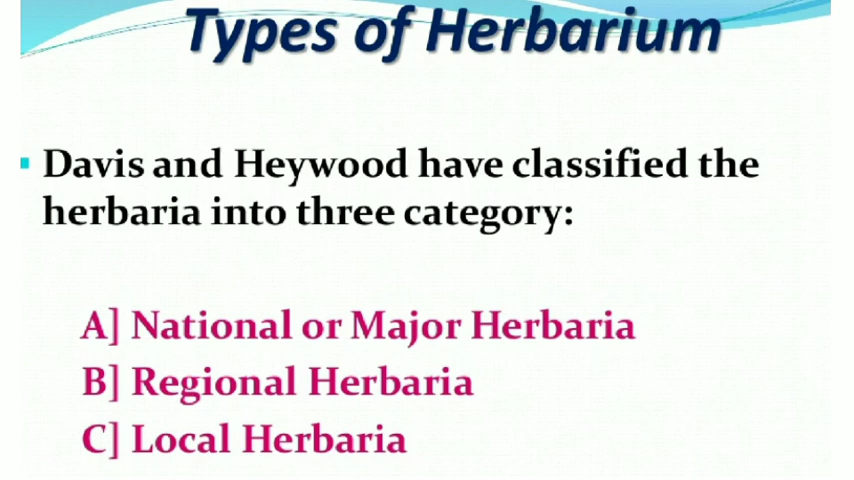 Types of Herbarium
▪ Davis and Heywood have classified the
herbaria into three category:
A] National or Major Herbaria
B] Regional Herbaria
C] Local Herbaria